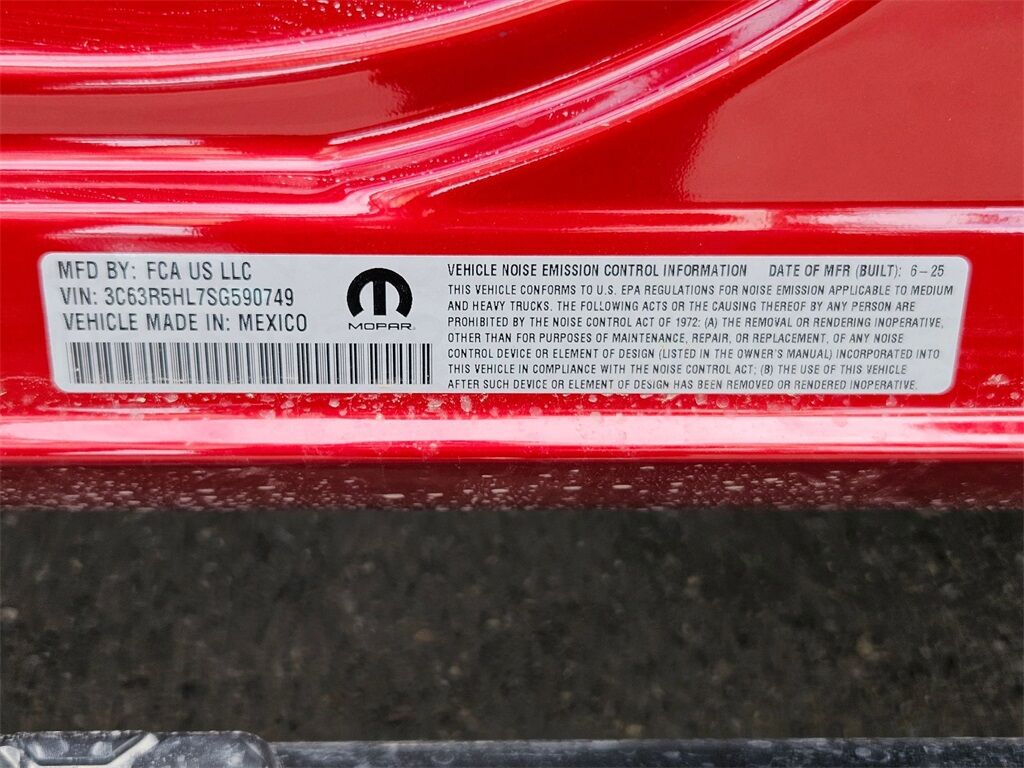 MFD BY: FCA US LLC
VIN: 3C63R5HL7SG590749
VEHICLE MADE IN: MEXICO
MOPAR
VEHICLE NOISE EMISSION CONTROL INFORMATION DATE OF MFR (BUILT): 6-25
THIS VEHICLE CONFORMS TO U.S. EPA REGULATIONS FOR NOISE EMISSION APPLICABLE TO MEDIUM
AND HEAVY TRUCKS. THE FOLLOWING ACTS OR THE CAUSING THEREOF BY ANY PERSON ARE
PROHIBITED BY THE NOISE CONTROL ACT OF 1972: (A) THE REMOVAL OR RENDERING INOPERATIVE,
OTHER THAN FOR PURPOSES OF MAINTENANCE, REPAIR, OR REPLACEMENT, OF ANY NOISE
CONTROL DEVICE OR ELEMENT OF DESIGN (LISTED IN THE OWNER'S MANUAL) INCORPORATED INTO
THIS VEHICLE IN COMPLIANCE WITH THE NOISE CONTROL ACT; (B) THE USE OF THIS VEHICLE
AFTER SUCH DEVICE OR ELEMENT OF DESIGN HAS BEEN REMOVED OR RENDERED INOPERATIVE.